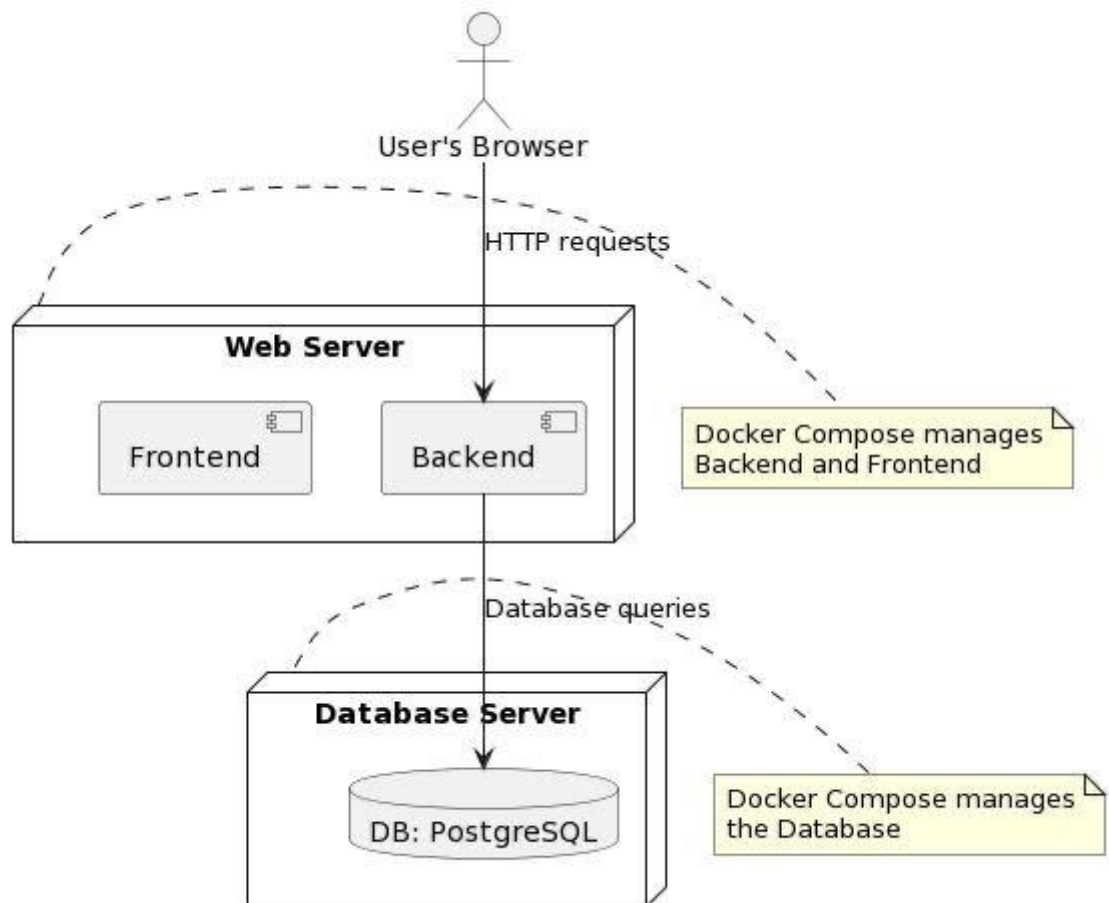 User's Browser
HTTP requests
Web Server
Frontend
Backend
Docker Compose manages
Backend and Frontend
Database queries
Database Server
DB: PostgreSQL
Docker Compose manages
the Database